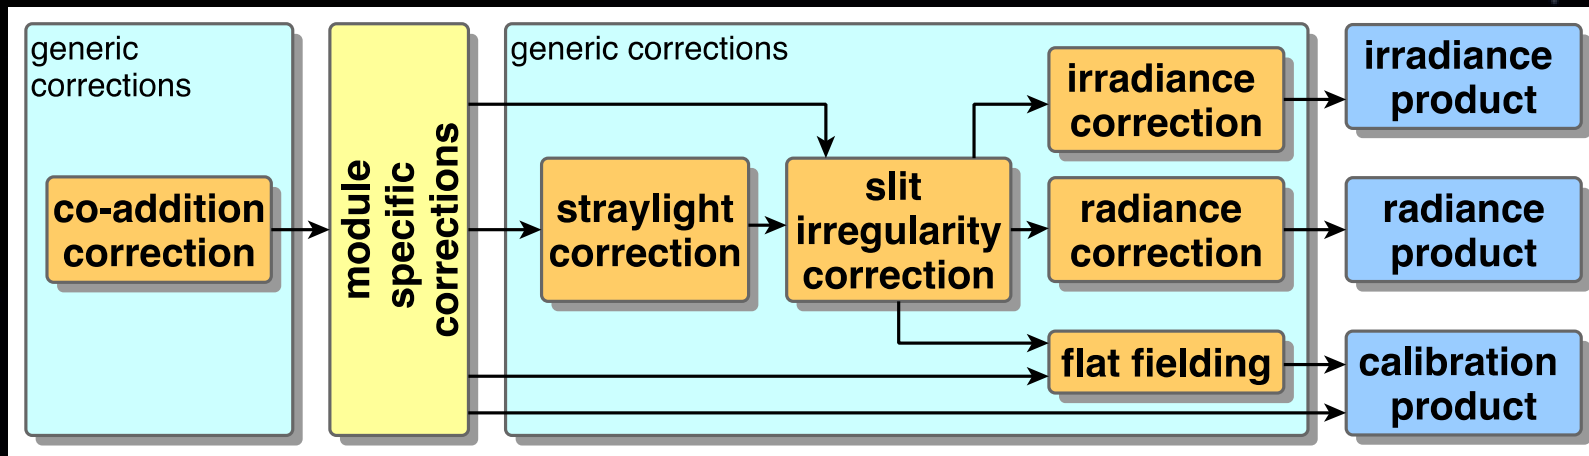 generic
corrections
co-addition
correction
module
specific
corrections
generic corrections
straylight
correction
slit
irregularity
correction
irradiance
correction
radiance
correction
flat fielding
irradiance
product
radiance
product
calibration
product